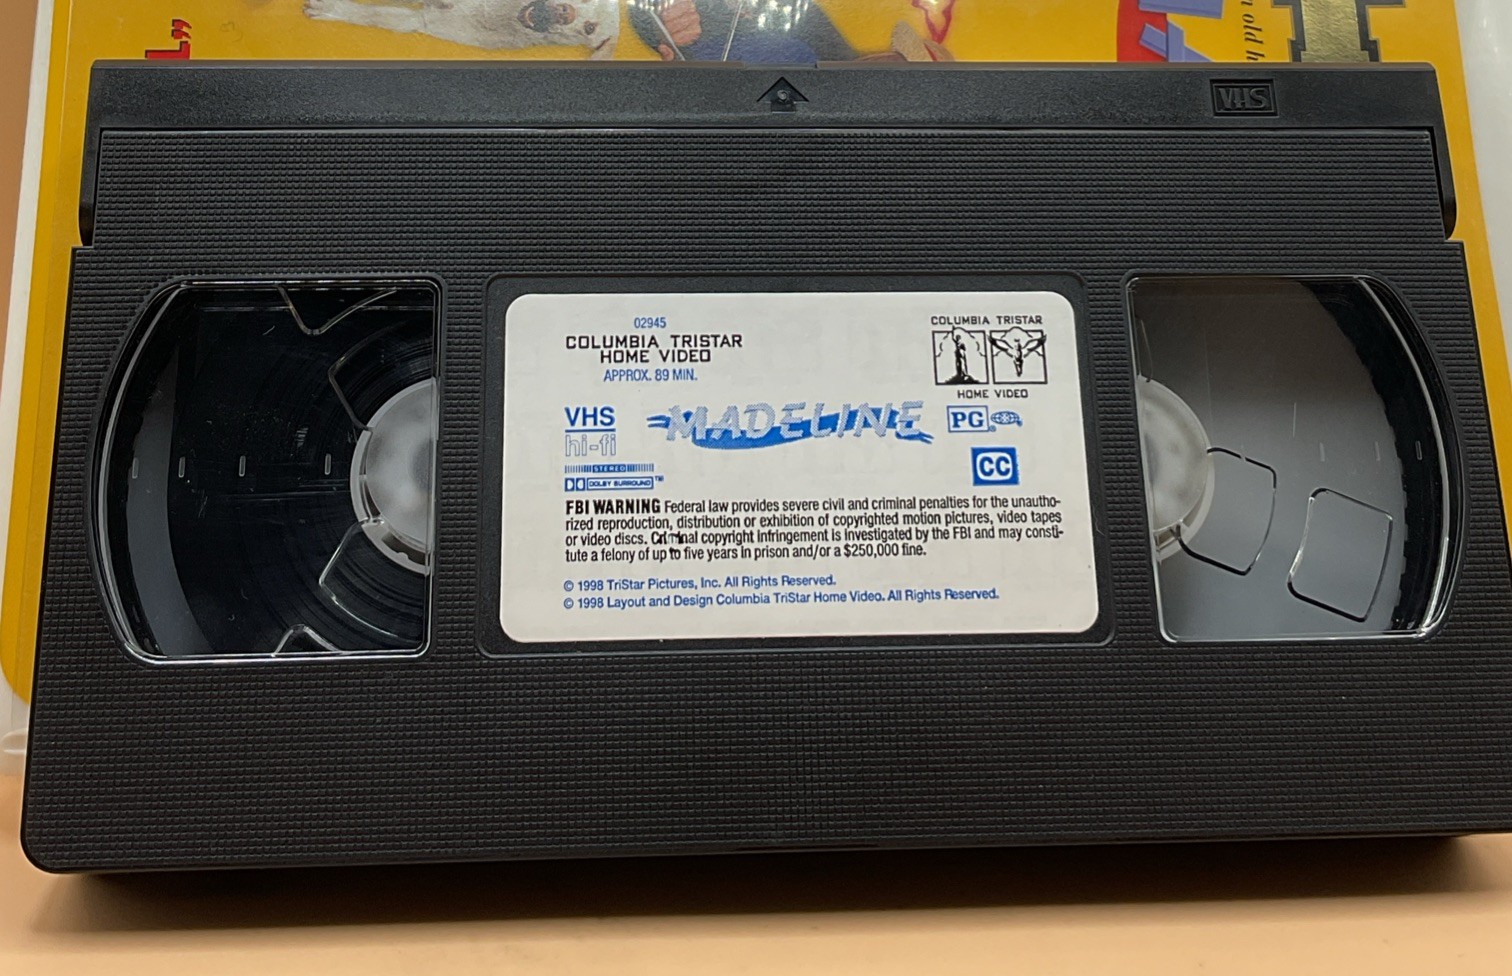 L"
n old h
VHS
02945
COLUMBIA TRISTAR
HOME VIDEO
APPROX. 89 MIN.
COLUMBIA TRISTAR
HOME VIDEO
VHS
hi-fi
STEREO
DOLBY SURROUND™
MADELINE
PG
CC
FBI WARNING Federal law provides severe civil and criminal penalties for the unautho-
rized reproduction, distribution or exhibition of copyrighted motion pictures, video tapes
or video discs. Criminal copyright infringement is investigated by the FBI and may consti-
tute a felony of up to five years in prison and/or a $250,000 fine.
© 1998 TriStar Pictures, Inc. All Rights Reserved.
© 1998 Layout and Design Columbia TriStar Home Video. All Rights Reserved.